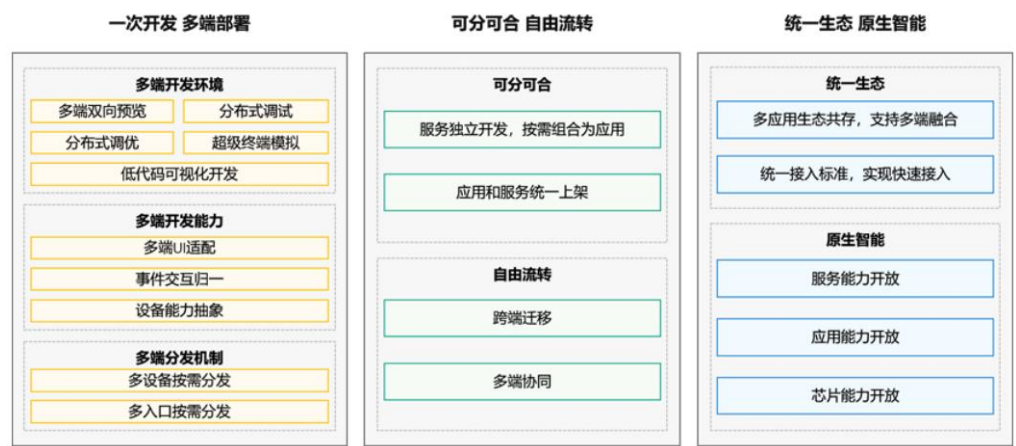 一次开发 多端部署
多端开发环境
多端双向预览
分布式调试
分布式调优
超级终端模拟
低代码可视化开发
多端开发能力
多端UI适配
事件交互归一
设备能力抽象
多端分发机制
多设备按需分发
多入口按需分发
可分可合 自由流转
可分可合
服务独立开发，按需组合为应用
应用和服务统一上架
自由流转
跨端迁移
多端协同
统一生态 原生智能
统一生态
多应用生态共存，支持多端融合
统一接入标准，实现快速接入
原生智能
服务能力开放
应用能力开放
芯片能力开放